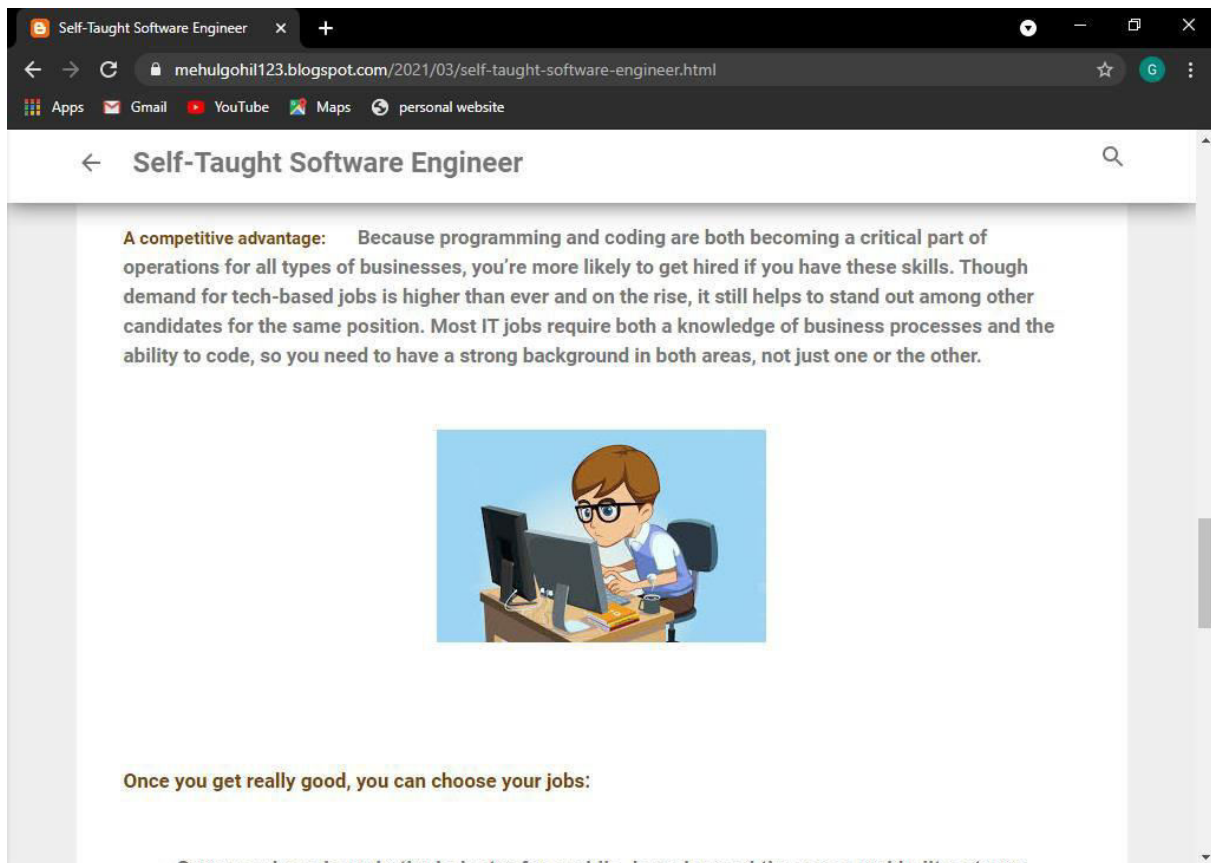 Self-Taught Software Engineer
mehulgohil123.blogspot.com/2021/03/self-taught-software-engineer.html
G
Apps Gmail YouTube Maps personal website
Self-Taught Software Engineer
A competitive advantage: Because programming and coding are both becoming a critical part of
operations for all types of businesses, you’re more likely to get hired if you have these skills. Though
demand for tech-based jobs is higher than ever and on the rise, it still helps to stand out among other
candidates for the same position. Most IT jobs require both a knowledge of business processes and the
ability to code, so you need to have a strong background in both areas, not just one or the other.
Once you get really good, you can choose your jobs: